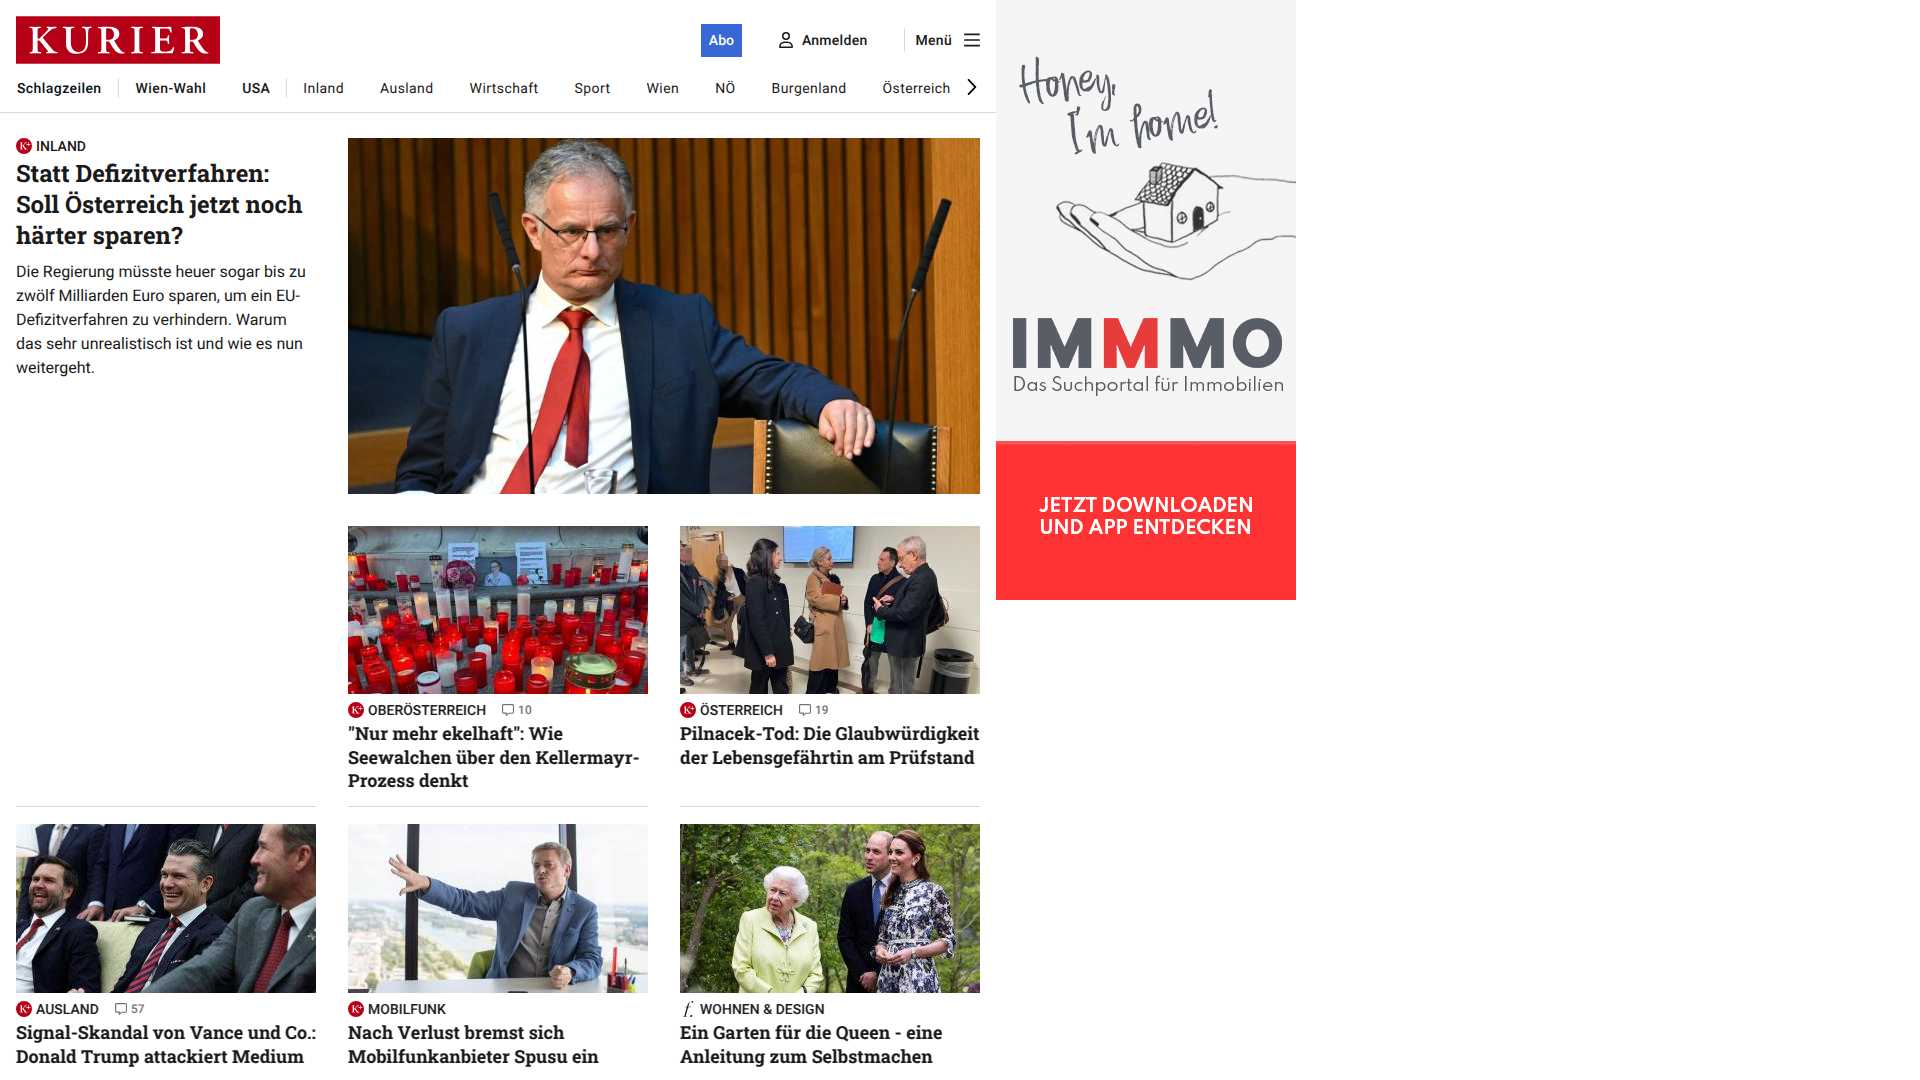 KURIER
Abo
Anmelden
Menü
Schlagzeilen
Wien-Wahl
USA
Inland
Ausland
Wirtschaft
Sport
Wien
NÖ
Burgenland
Österreich
INLAND
Statt Defizitverfahren:
Soll Österreich jetzt noch
härter sparen?
Die Regierung müsste heuer sogar bis zu
zwölf Milliarden Euro sparen, um ein EU-
Defizitverfahren zu verhindern. Warum
das sehr unrealistisch ist und wie es nun
weitergeht.
OBERÖSTERREICH 10
"Nur mehr ekelhaft": Wie
Seewalchen über den Kellermayr-
Prozess denkt
ÖSTERREICH 19
Pilnacek-Tod: Die Glaubwürdigkeit
der Lebensgefährtin am Prüfstand
AUSLAND 57
Signal-Skandal von Vance und Co.:
Donald Trump attackiert Medium
MOBILFUNK
Nach Verlust bremst sich
Mobilfunkanbieter Spusu ein
WOHNEN & DESIGN
Ein Garten für die Queen - eine
Anleitung zum Selbstmachen
Honey,
I'm home!
IMMMO
Das Suchportal für Immobilien
JETZT DOWNLOADEN
UND APP ENTDECKEN